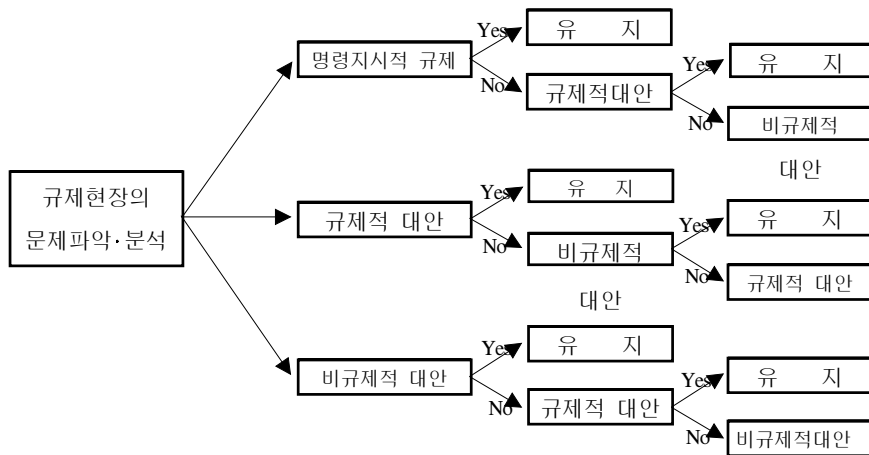 Yes
유 지
명령지시적 규제
Yes
유 지
No
규제적대안
No
비규제적
대안
규제현장의
문제파악·분석
Yes
유 지
규제적 대안
Yes
유 지
No
비규제적
대안
No
규제적 대안
Yes
유 지
비규제적 대안
Yes
유 지
No
규제적 대안
No
비규제적대안